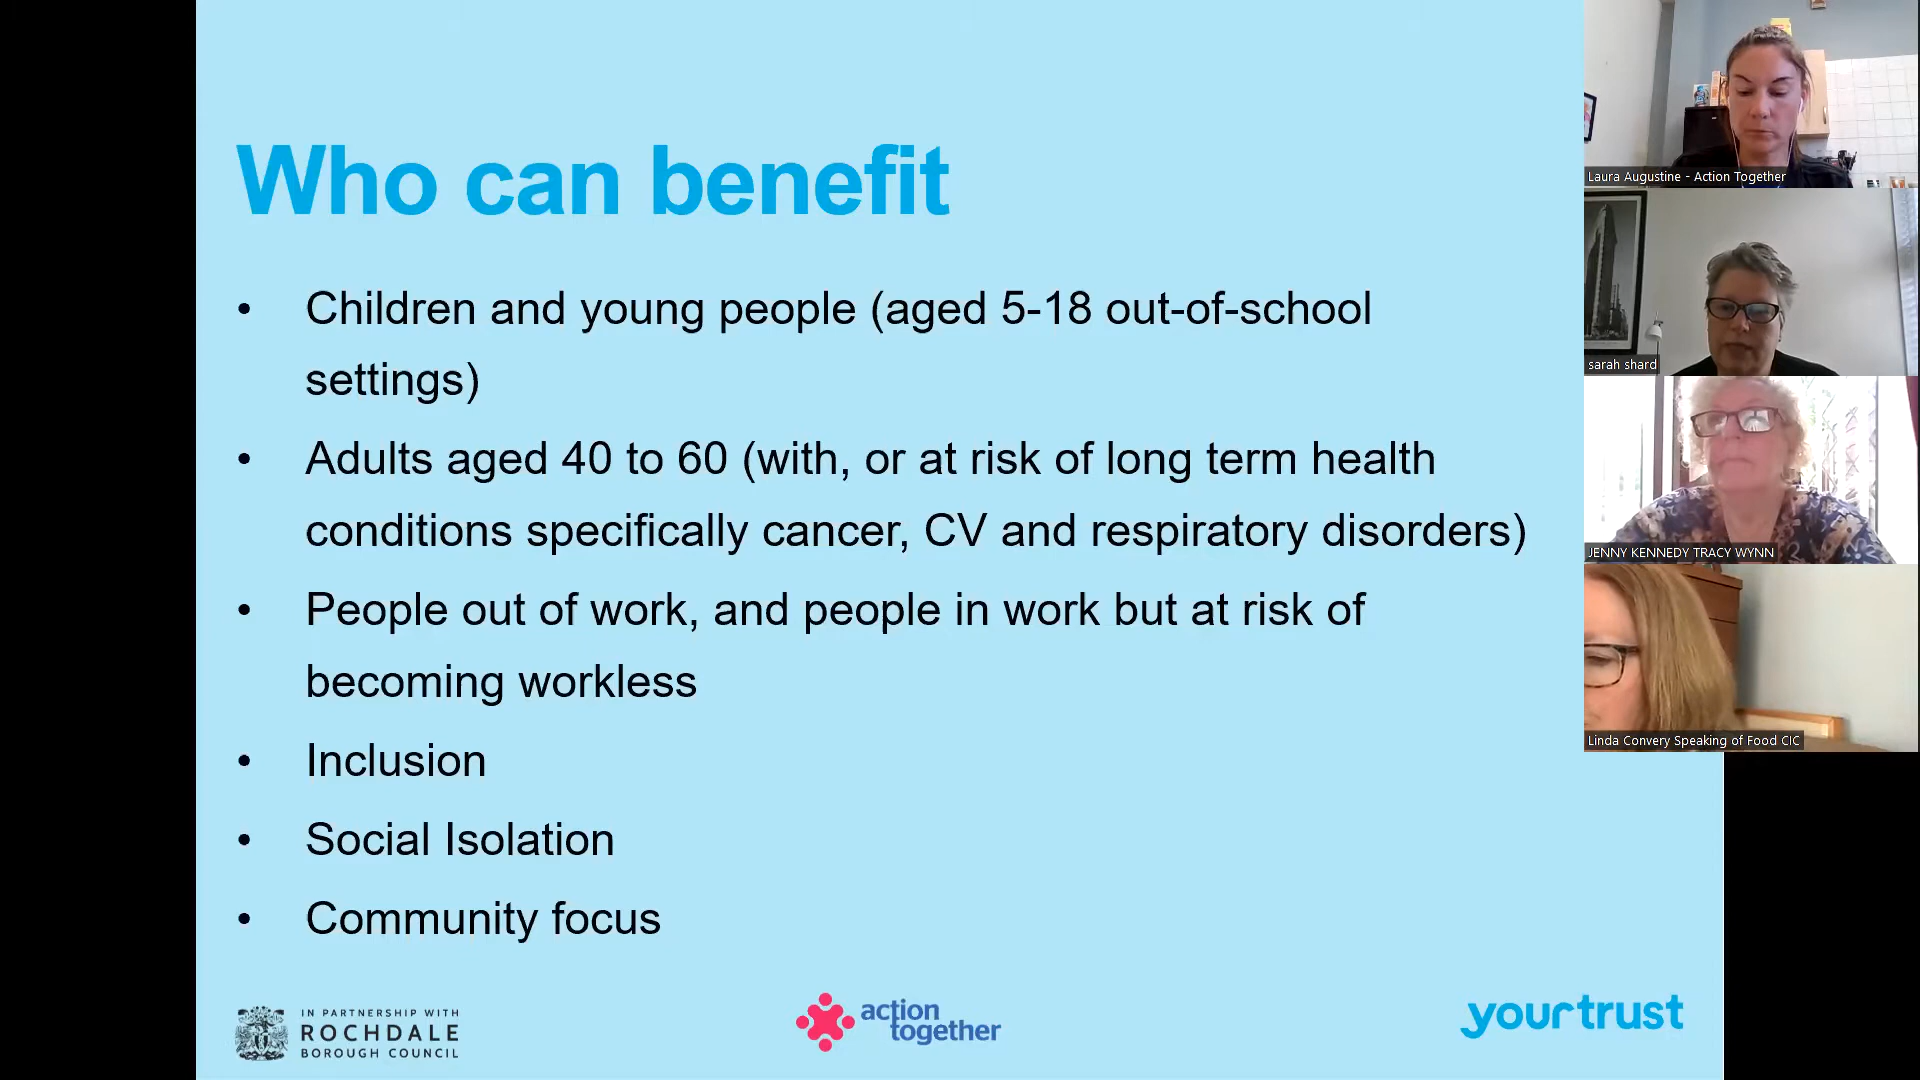 Who can benefit
• Children and young people (aged 5-18 out-of-school
settings)
• Adults aged 40 to 60 (with, or at risk of long term health
conditions specifically cancer, CV and respiratory disorders)
• People out of work, and people in work but at risk of
becoming workless
• Inclusion
• Social Isolation
• Community focus
IN PARTNERSHIP WITH
ROCHDALE
BOROUGH COUNCIL
action
together
yourtrust
Laura Augustine - Action Together
sarah shard
JENNY KENNEDY TRACY WYNN
Linda Convery Speaking of Food CIC